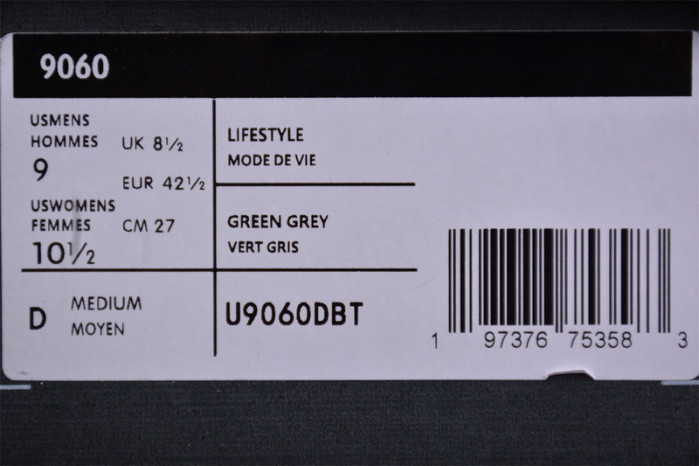 9060
USMENS
HOMMES
9
UK 8½
EUR 42½
USWOMENS
FEMMES
10½
CM 27
LIFESTYLE
MODE DE VIE
GREEN GREY
VERT GRIS
D
MEDIUM
MOYEN
U9060DBT
1 97376 75358 3